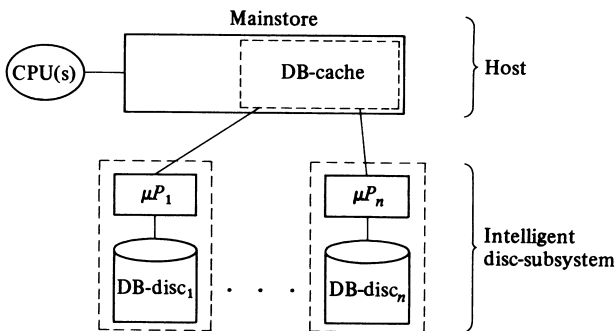 Mainstore
CPU(s)
DB-cache
Host
μP₁
μPₙ
DB-disc₁
. . .
DB-discₙ
Intelligent
disc-subsystem